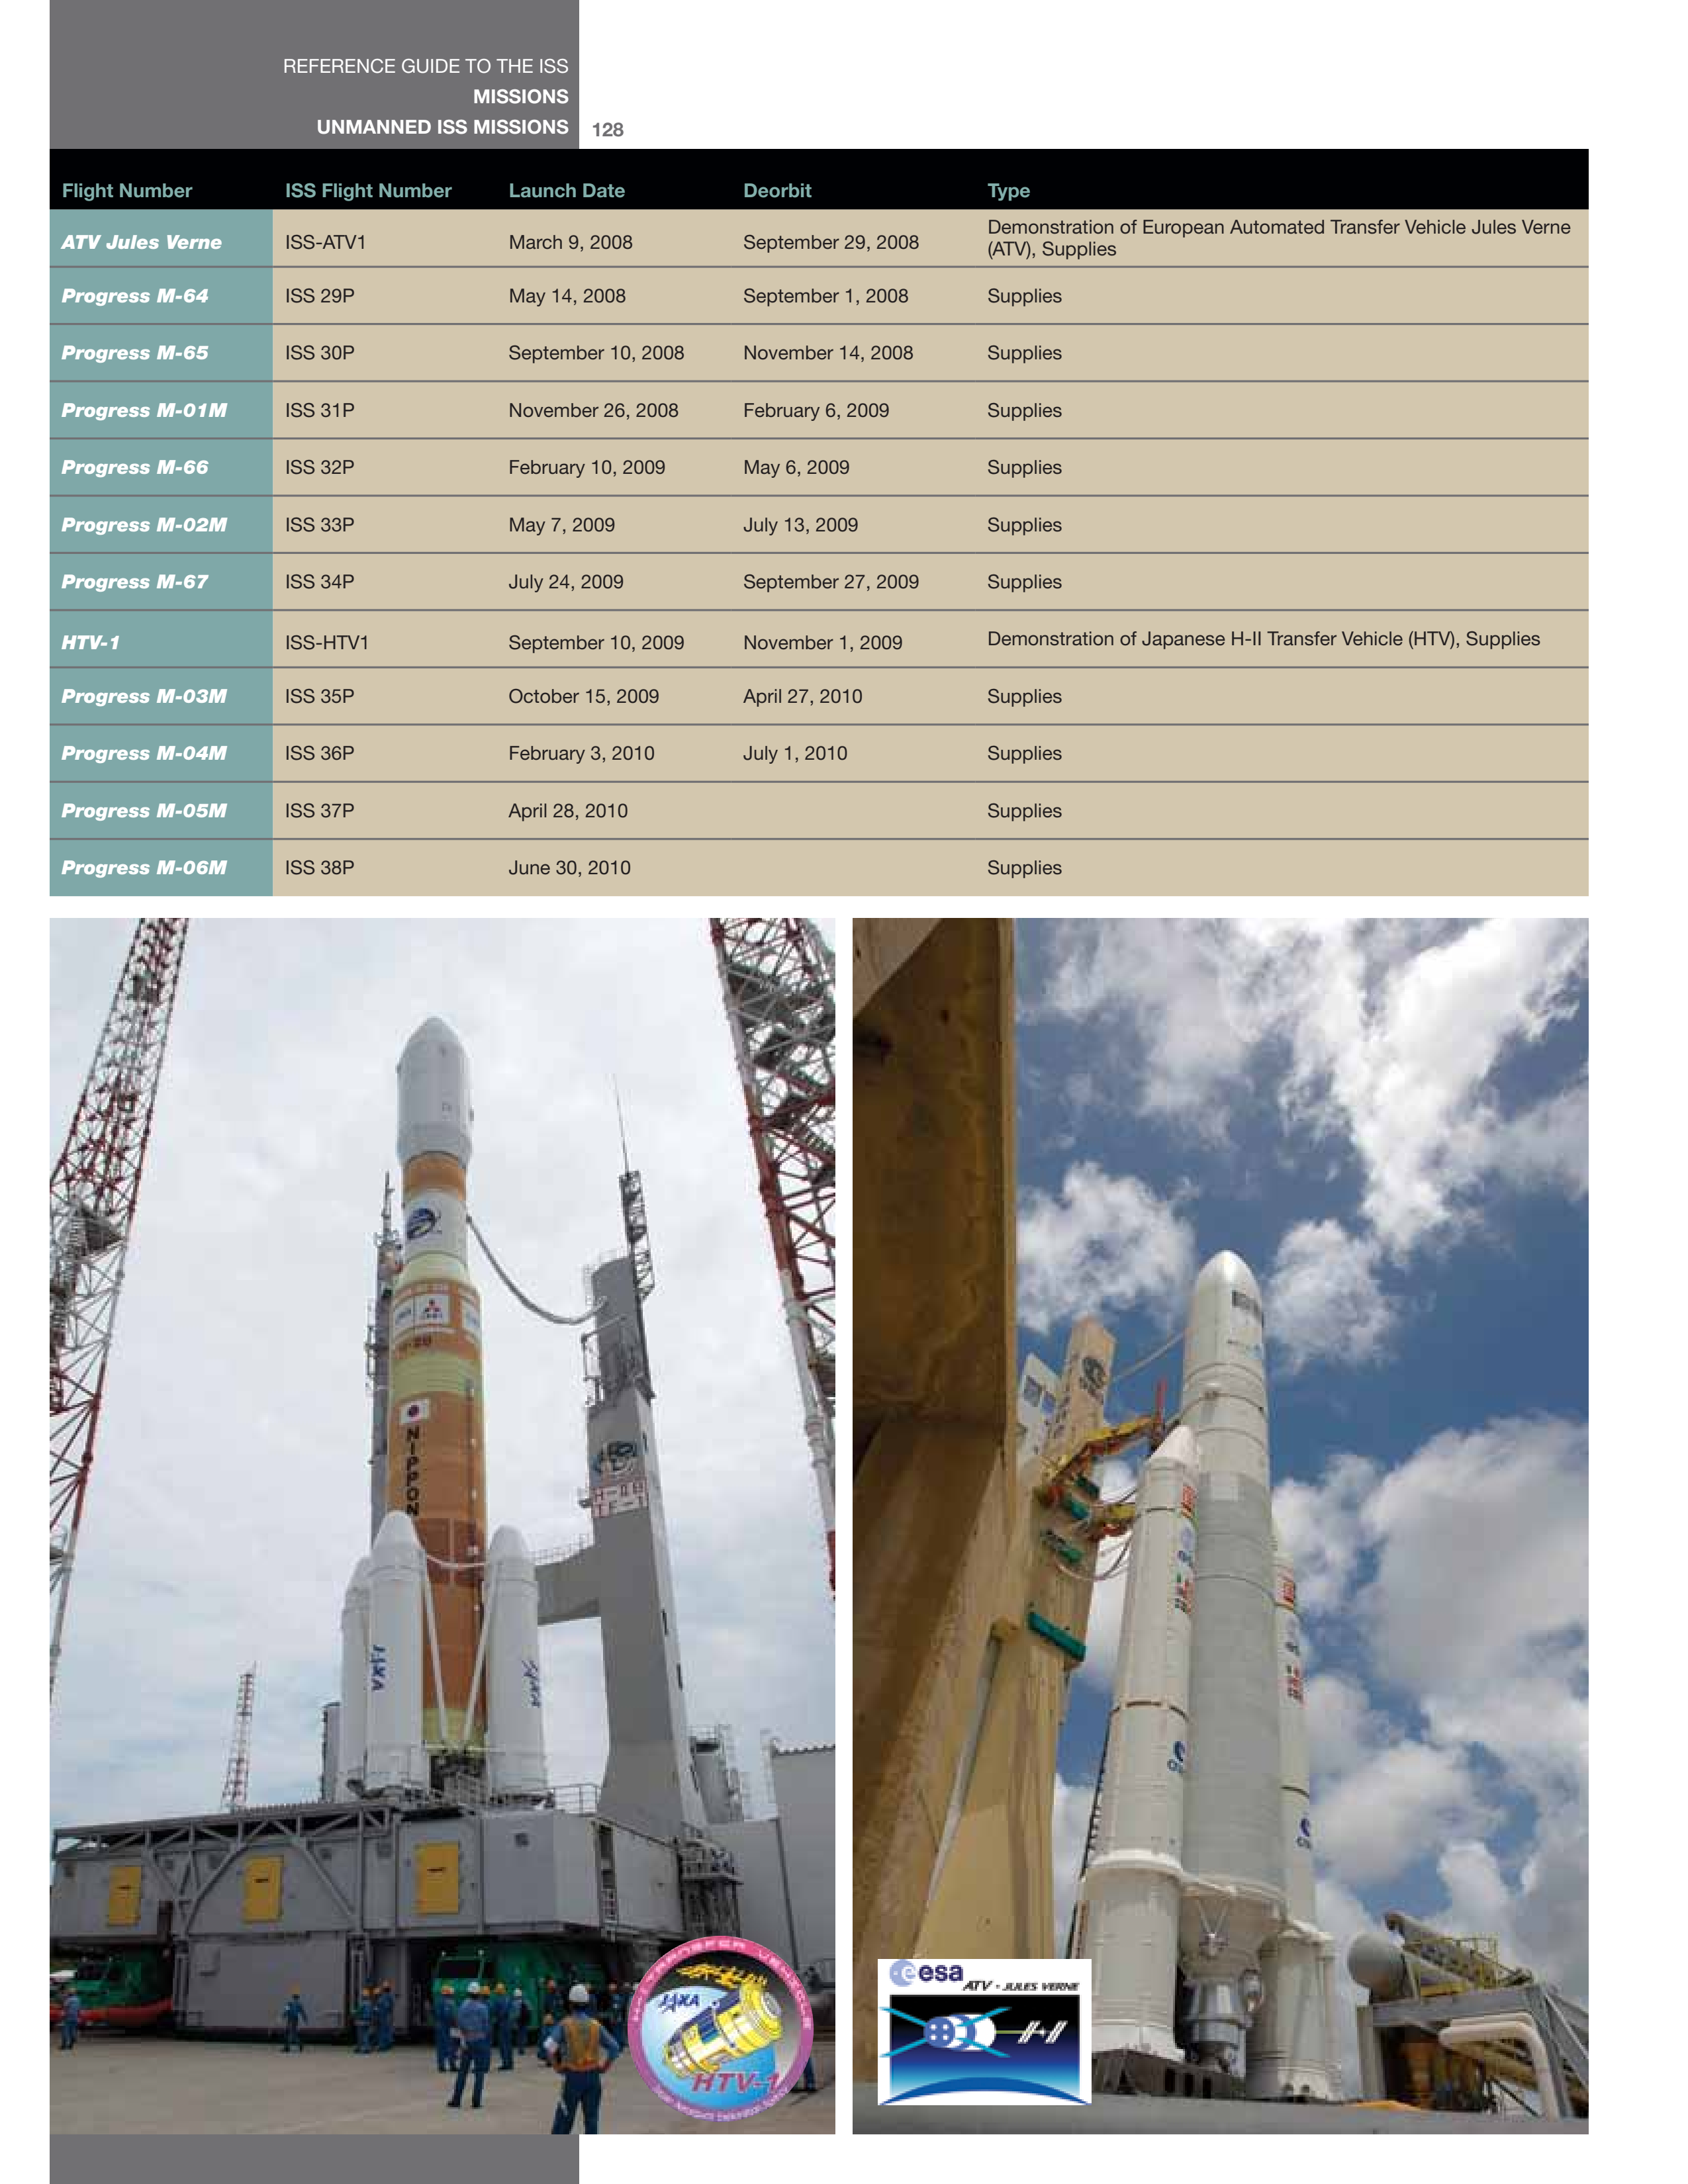 REFERENCE GUIDE TO THE ISS
MISSIONS
UNMANNED ISS MISSIONS 128
Flight Number ISS Flight Number Launch Date Deorbit Type
ATV Jules Verne ISS-ATV1 March 9, 2008 September 29, 2008 Demonstration of European Automated Transfer Vehicle Jules Verne
(ATV), Supplies
Progress M-64 ISS 29P May 14, 2008 September 1, 2008 Supplies
Progress M-65 ISS 30P September 10, 2008 November 14, 2008 Supplies
Progress M-01M ISS 31P November 26, 2008 February 6, 2009 Supplies
Progress M-66 ISS 32P February 10, 2009 May 6, 2009 Supplies
Progress M-02M ISS 33P May 7, 2009 July 13, 2009 Supplies
Progress M-67 ISS 34P July 24, 2009 September 27, 2009 Supplies
HTV-1 ISS-HTV1 September 10, 2009 November 1, 2009 Demonstration of Japanese H-II Transfer Vehicle (HTV), Supplies
Progress M-03M ISS 35P October 15, 2009 April 27, 2010 Supplies
Progress M-04M ISS 36P February 3, 2010 July 1, 2010 Supplies
Progress M-05M ISS 37P April 28, 2010 Supplies
Progress M-06M ISS 38P June 30, 2010 Supplies
NIPPON
JAXA
TRANSFER VEHICLE
JAXA
HTV-1
esa
ATV - JULES VERNE